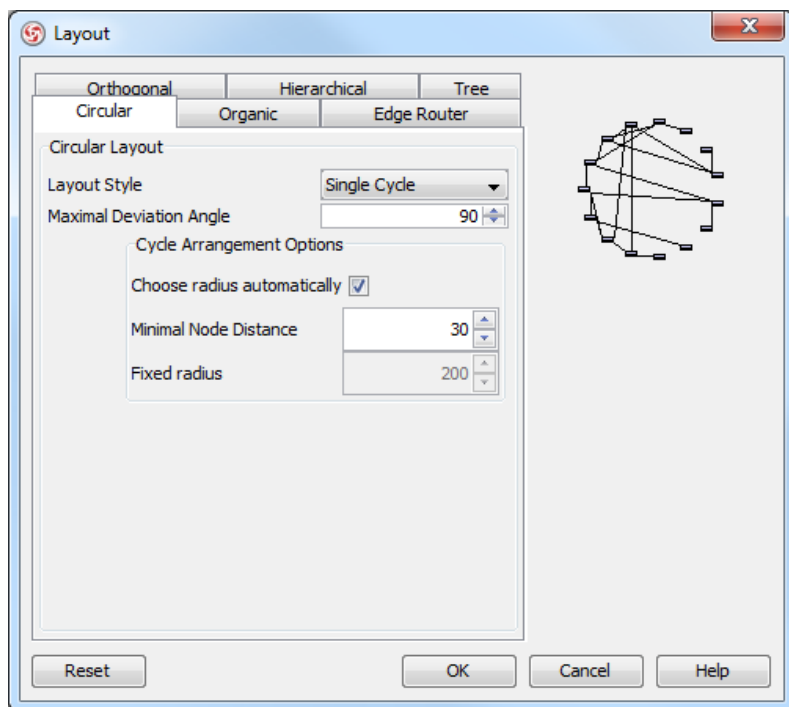 Layout
Orthogonal Hierarchical Tree
Circular Organic Edge Router
Circular Layout
Layout Style Single Cycle
Maximal Deviation Angle 90
Cycle Arrangement Options
Choose radius automatically
Minimal Node Distance 30
Fixed radius 200
Reset OK Cancel Help